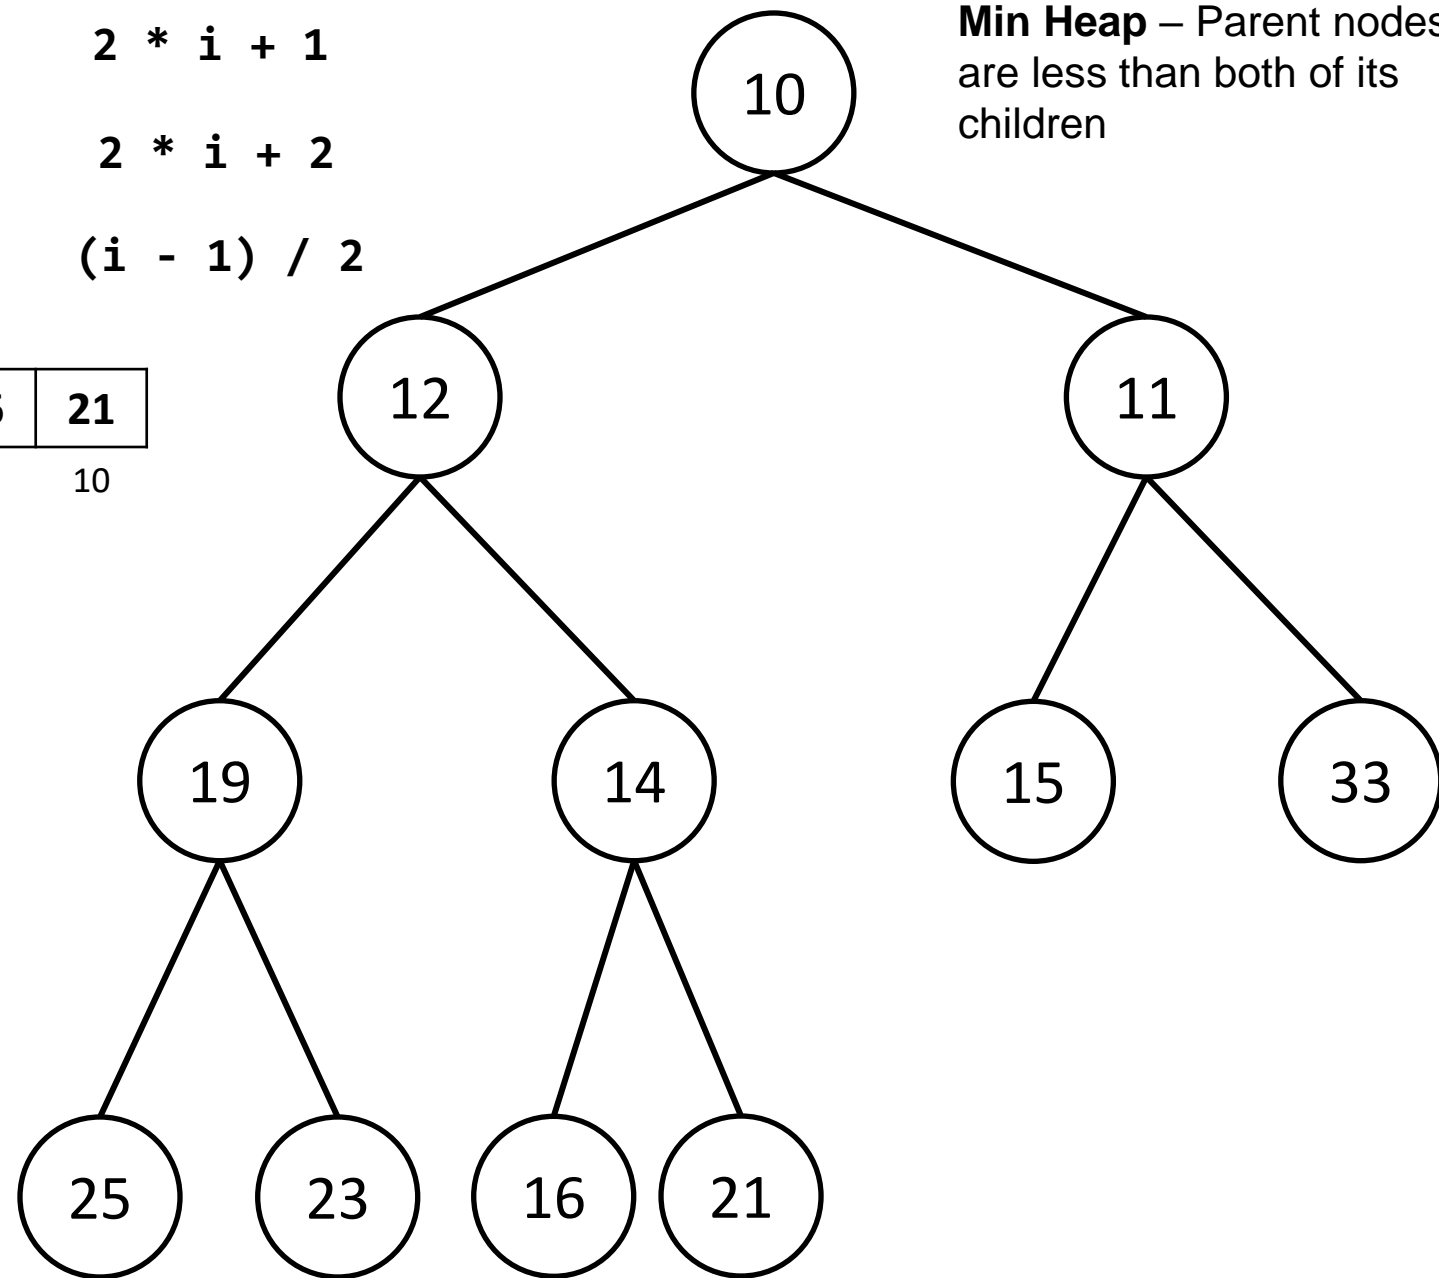 2 * i + 1
2 * i + 2
(i - 1) / 2
Min Heap – Parent nodes
are less than both of its
children
21
10
10
12
11
19
14
15
33
25
23
16
21